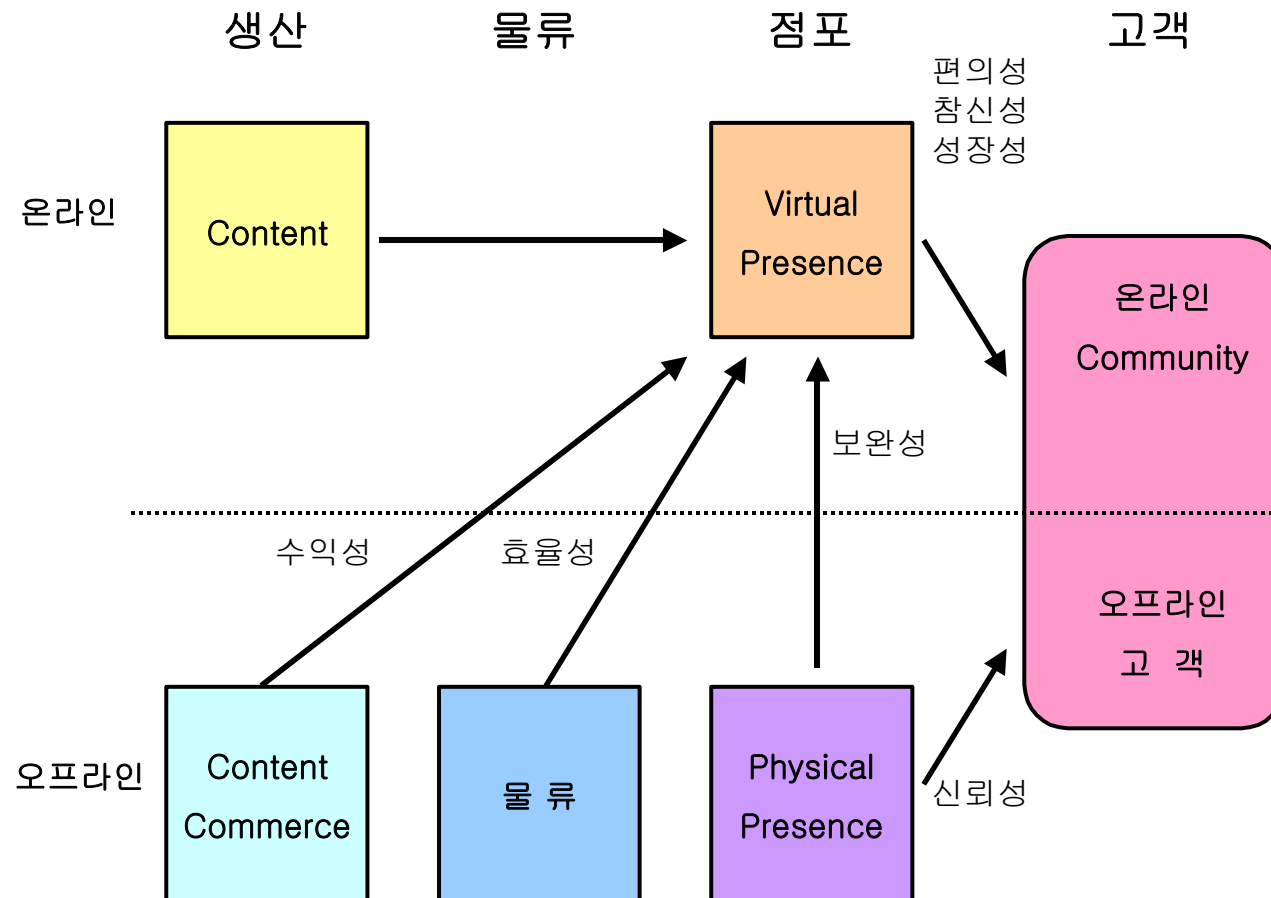 생산
물류
점포
고객
편의성
참신성
성장성
온라인
Content
Virtual
Presence
온라인
Community
보완성
수익성
효율성
오프라인
고 객
오프라인
Content
Commerce
물 류
Physical
Presence
신뢰성